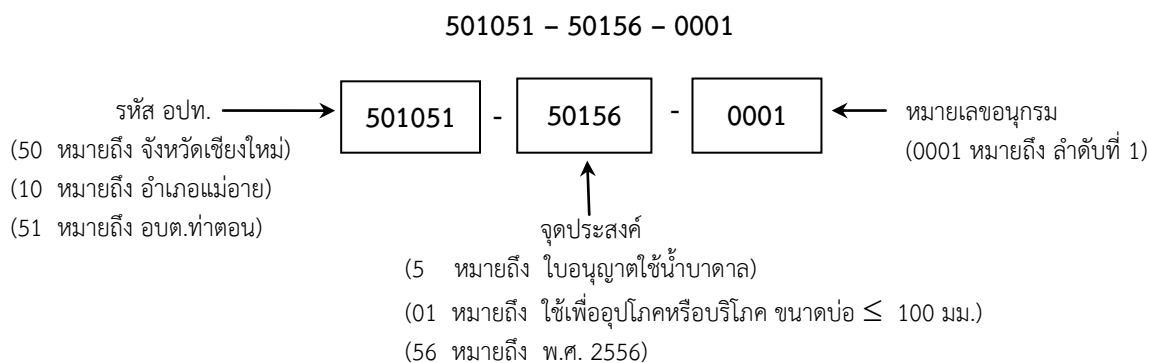 501051 – 50156 – 0001
รหัส อปท.
501051 - 50156 - 0001
หมายเลขอนุกรม
(50 หมายถึง จังหวัดเชียงใหม่)
(0001 หมายถึง ลำดับที่ 1)
(10 หมายถึง อำเภอแม่อาย)
(51 หมายถึง อบต.ท่าตอน)
จุดประสงค์
(5 หมายถึง ใบอนุญาตใช้น้ำบาดาล)
(01 หมายถึง ใช้เพื่ออุปโภคหรือบริโภค ขนาดบ่อ ≤ 100 มม.)
(56 หมายถึง พ.ศ. 2556)